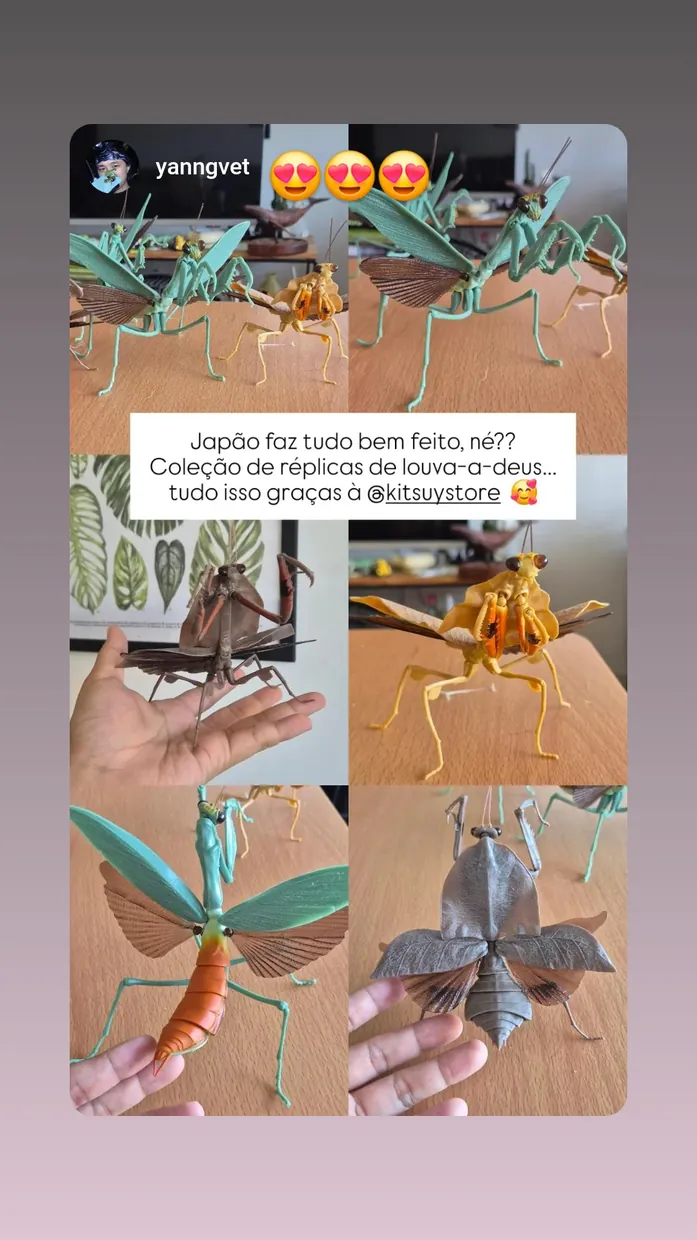 yanngvet 😍😍😍
Japão faz tudo bem feito, né??
Coleção de réplicas de louva-a-deus...
tudo isso graças à @kitsuystore 🥰